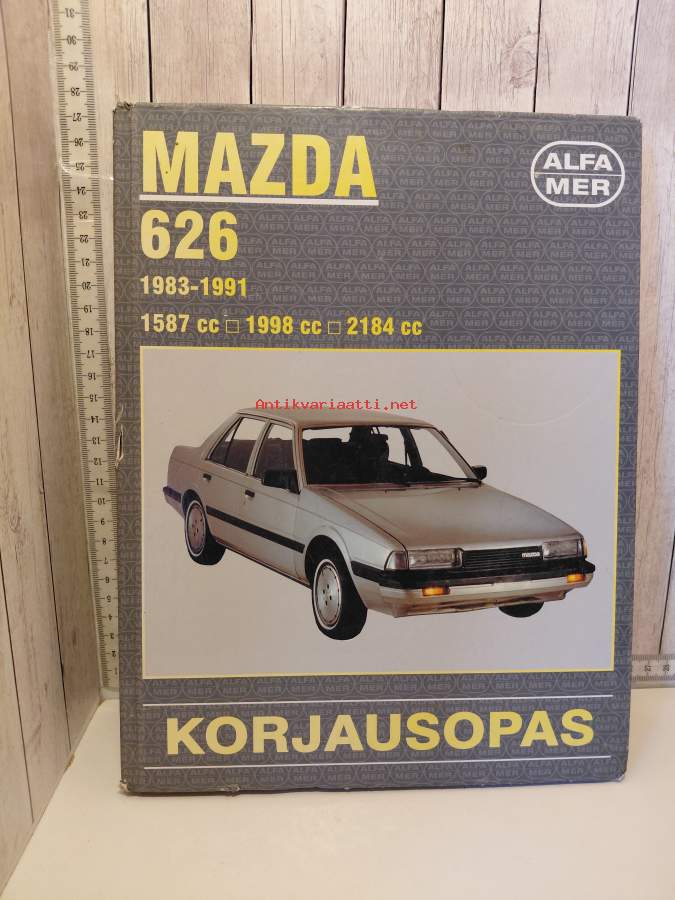 MAZDA
626
1983-1991
1587 cc □ 1998 cc □ 2184 cc
ALFA
MER
Antikvariaatti.net
mazda
KORJAUSOPAS